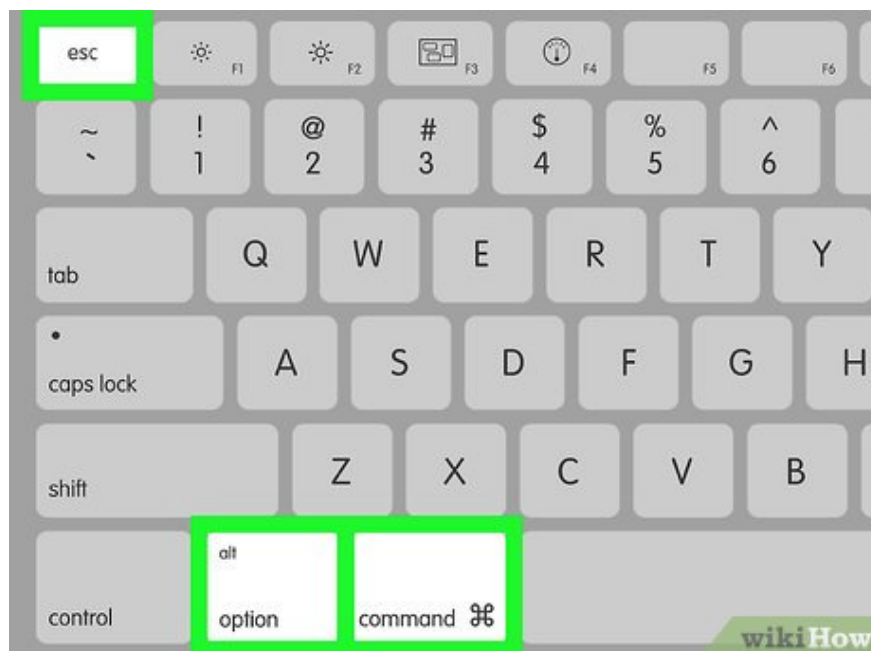 esc F1 F2 F3 F4 F5 F6
~ ! @ # $ % ^
` 1 2 3 4 5 6
tab Q W E R T Y
caps lock A S D F G H
shift Z X C V B
alt
control option command ⌘
wikiHow